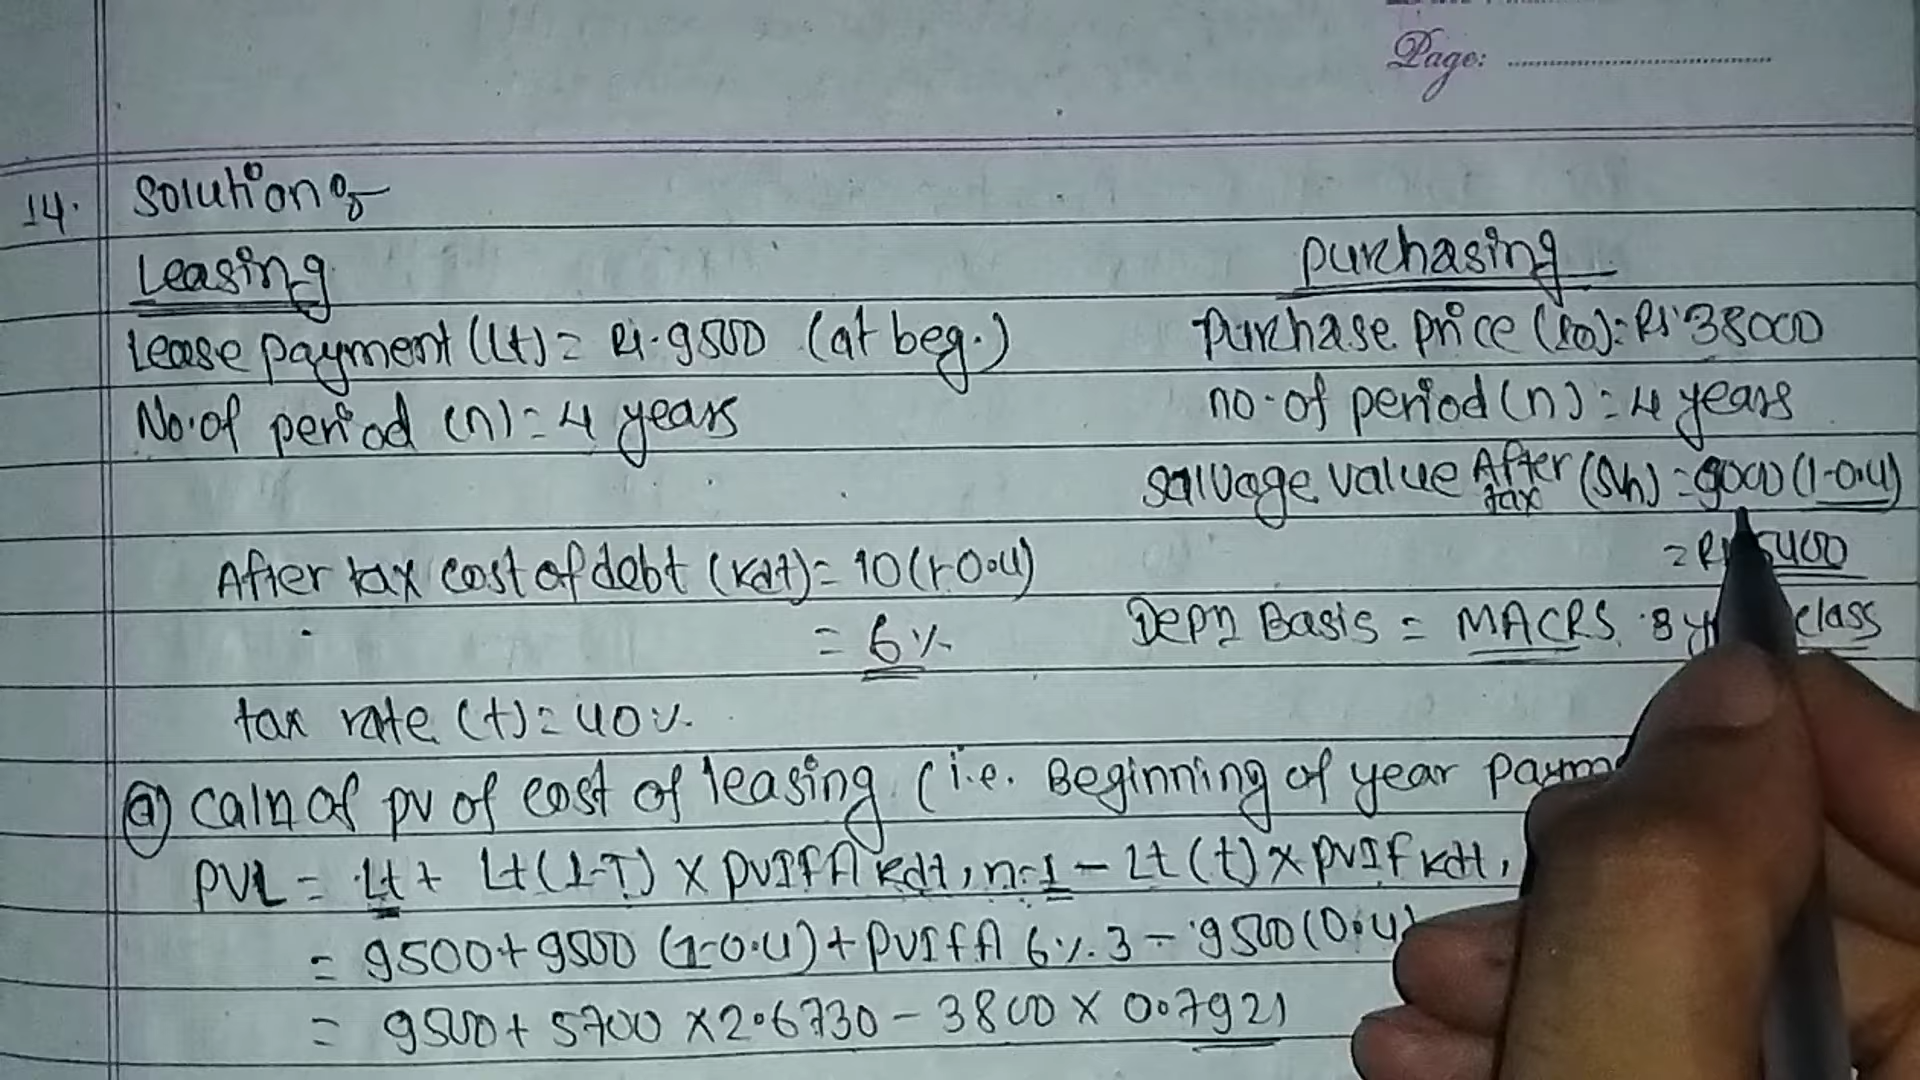 Page:
14. Solution:-
Leasing Purchasing
Lease payment (Lt) = Rs. 9500 (at beg.) Purchase price (P0) = Rs 38000
No. of period (n) = 4 years no. of period (n) = 4 years
Salvage value After tax (Svn) = 9000 (1-0.4)
= 5400
After tax cost of debt (Kdt) = 10 (1-0.4)
= 6% Depn Basis = MACRS 3 class
tax rate (t) = 40%
(a) Caln of pv of cost of leasing (i.e. Beginning of year
PVL = Lt + Lt (1-T) x PVIFA kdt, n-1 - Lt (t) x PVIF kdt,
= 9500 + 9500 (1-0.4) + PVIFA 6%. 3 - 9500 (0.4)
= 9500 + 5700 x 2.6730 - 3800 x 0.7921